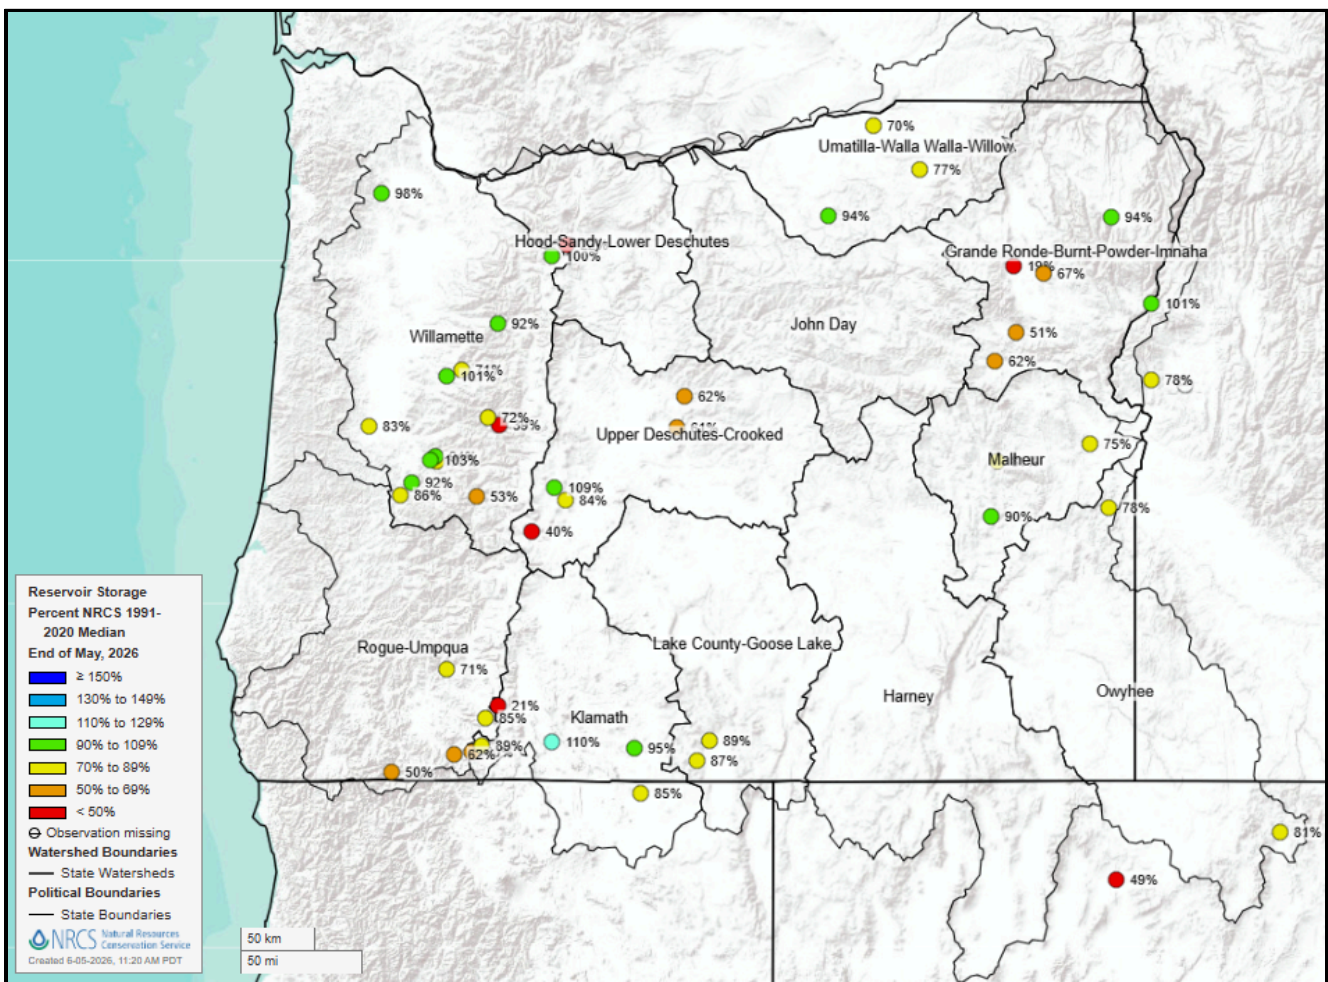 70%
Umatilla-Walla Walla-Willow
77%
98%
94%
94%
Hood-Sandy-Lower Deschutes
100%
Grande Ronde-Burnt-Powder-Imnaha
19%
67%
101%
92%
John Day
Willamette
51%
71%
101%
62%
78%
62%
72%
83%
61%
Upper Deschutes-Crooked
75%
103%
Malheur
92%
86%
53%
109%
84%
78%
90%
40%
Reservoir Storage
Percent NRCS 1991-
2020 Median
End of May, 2026
≥ 150%
130% to 149%
110% to 129%
90% to 109%
70% to 89%
50% to 69%
< 50%
Observation missing
Watershed Boundaries
State Watersheds
Political Boundaries
State Boundaries
NRCS
Natural Resources
Conservation Service
Created 6-05-2026, 11:20 AM PDT
Rogue-Umpqua
Lake County-Goose Lake
71%
Owyhee
Harney
21%
85%
Klamath
110%
89%
95%
89%
62%
87%
50%
85%
81%
49%
50 km
50 mi